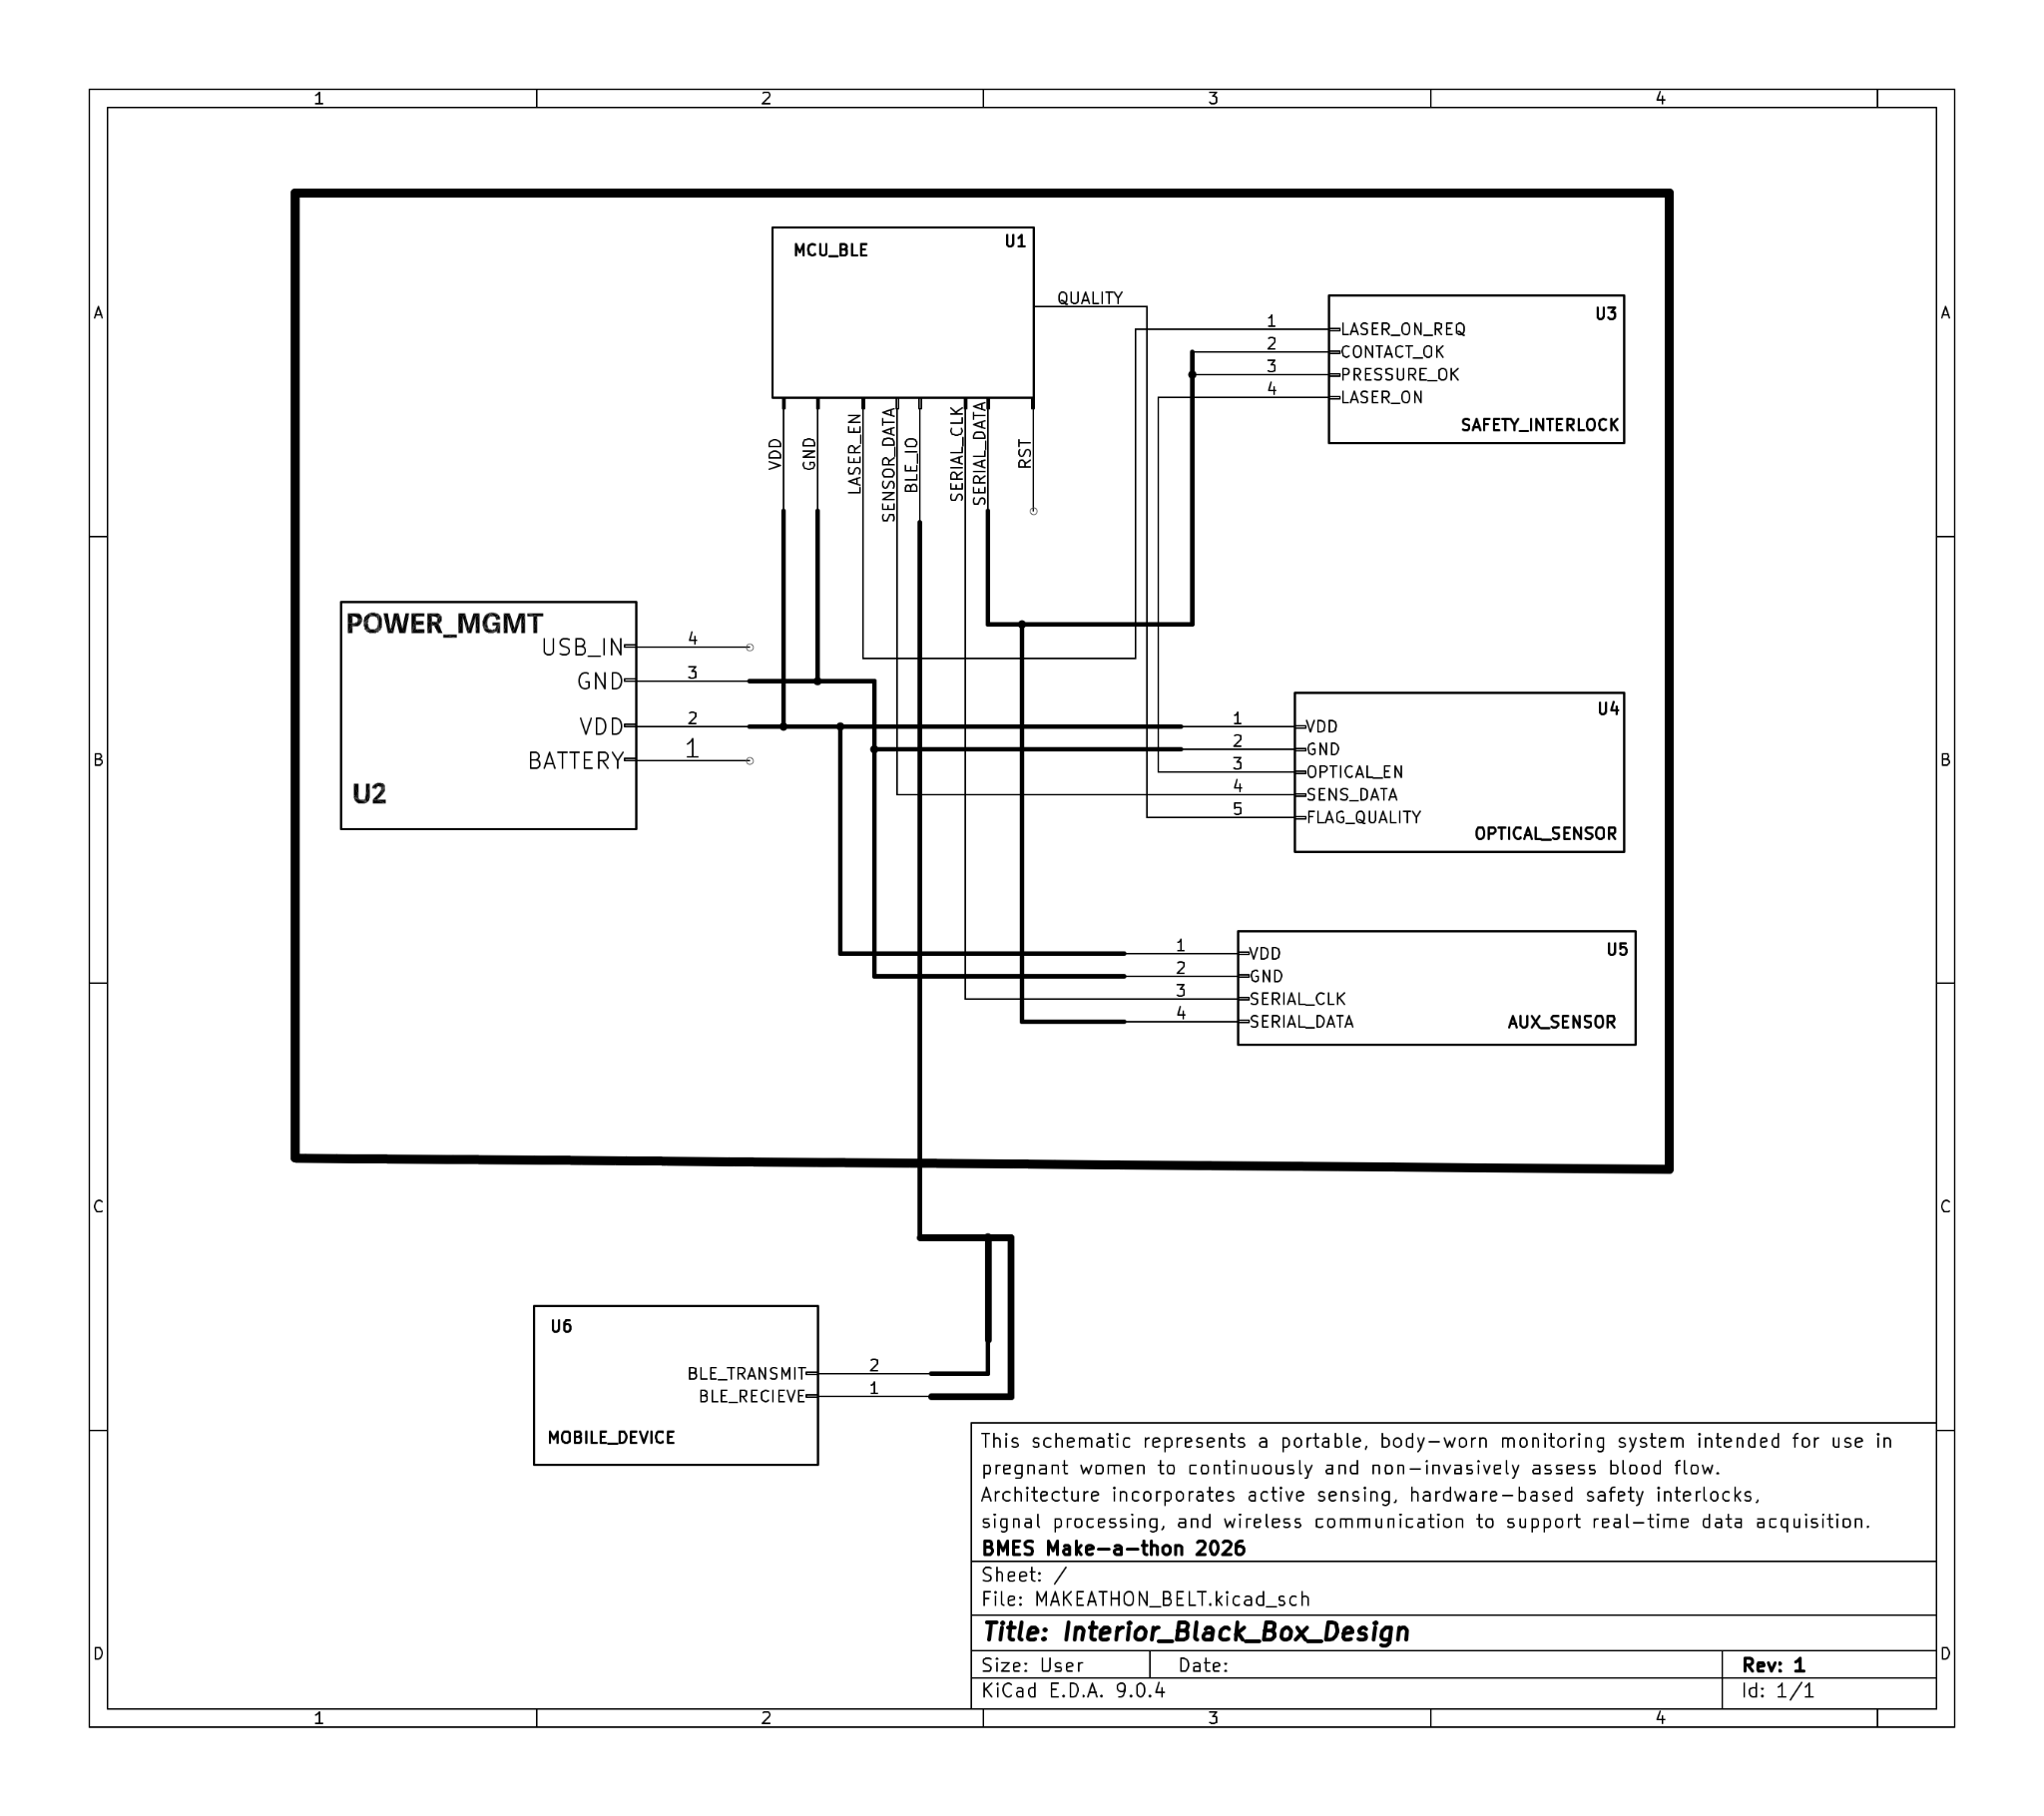 1 2 3 4
A A
B B
C C
D D
MCU_BLE U1
QUALITY
VDD
GND
LASER_EN
SENSOR_DATA
BLE_IO
SERIAL_CLK
SERIAL_DATA
RST
U3
1 LASER_ON_REQ
2 CONTACT_OK
3 PRESSURE_OK
4 LASER_ON
SAFETY_INTERLOCK
POWER_MGMT
USB_IN 4
GND 3
VDD 2
BATTERY 1
U2
U4
1 VDD
2 GND
3 OPTICAL_EN
4 SENS_DATA
5 FLAG_QUALITY
OPTICAL_SENSOR
U5
1 VDD
2 GND
3 SERIAL_CLK
4 SERIAL_DATA
AUX_SENSOR
U6
BLE_TRANSMIT 2
BLE_RECIEVE 1
MOBILE_DEVICE
This schematic represents a portable, body-worn monitoring system intended for use in
pregnant women to continuously and non-invasively assess blood flow.
Architecture incorporates active sensing, hardware-based safety interlocks,
signal processing, and wireless communication to support real-time data acquisition.
BMES Make-a-thon 2026
Sheet: /
File: MAKEATHON_BELT.kicad_sch
Title: Interior_Black_Box_Design
Size: User Date: Rev: 1
KiCad E.D.A. 9.0.4 Id: 1/1
1 2 3 4